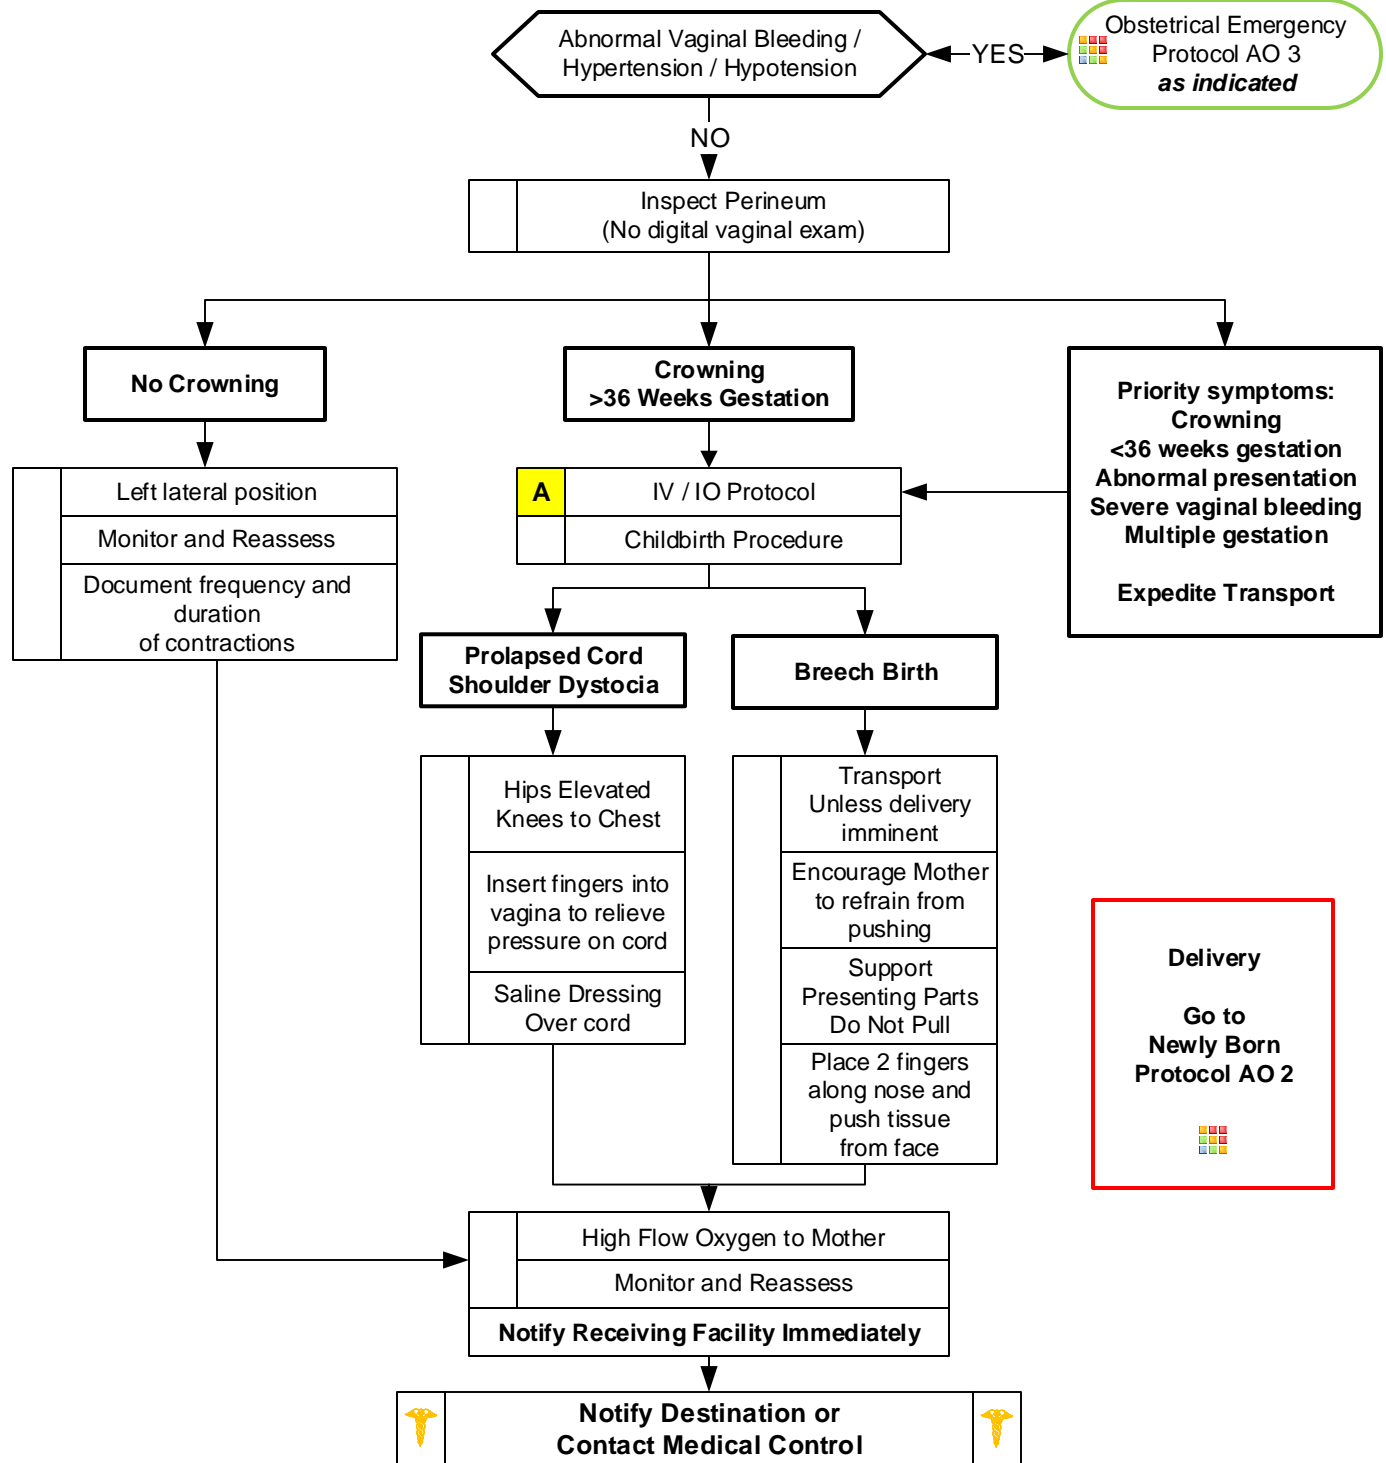 Abnormal Vaginal Bleeding /
Hypertension / Hypotension
YES
Obstetrical Emergency
Protocol AO 3
as indicated
NO
Inspect Perineum
(No digital vaginal exam)
No Crowning
Crowning
>36 Weeks Gestation
Priority symptoms:
Crowning
<36 weeks gestation
Abnormal presentation
Severe vaginal bleeding
Multiple gestation
Expedite Transport
Left lateral position
Monitor and Reassess
Document frequency and
duration
of contractions
A
IV / IO Protocol
Childbirth Procedure
Prolapsed Cord
Shoulder Dystocia
Breech Birth
Hips Elevated
Knees to Chest
Insert fingers into
vagina to relieve
pressure on cord
Saline Dressing
Over cord
Transport
Unless delivery
imminent
Encourage Mother
to refrain from
pushing
Support
Presenting Parts
Do Not Pull
Place 2 fingers
along nose and
push tissue
from face
Delivery
Go to
Newly Born
Protocol AO 2
High Flow Oxygen to Mother
Monitor and Reassess
Notify Receiving Facility Immediately
Notify Destination or
Contact Medical Control